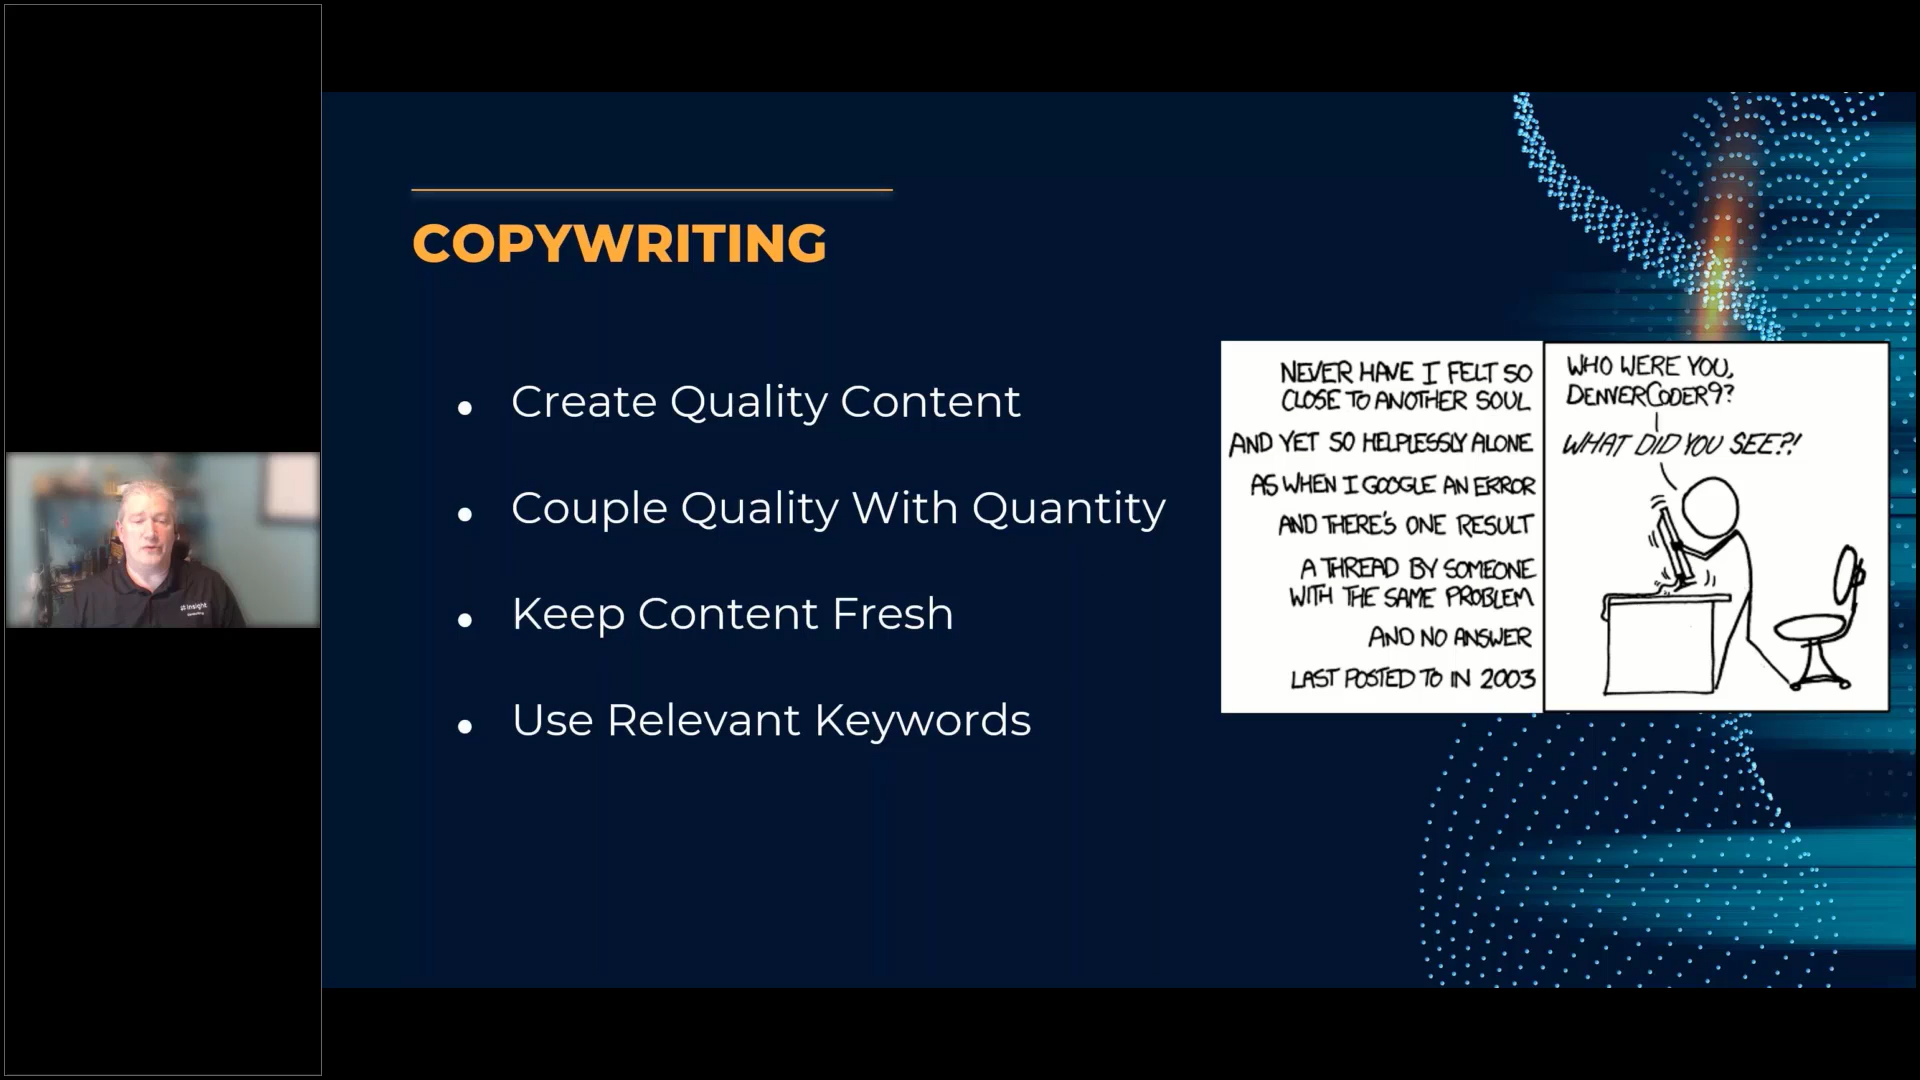 COPYWRITING
Create Quality Content
Couple Quality With Quantity
Keep Content Fresh
Use Relevant Keywords
NEVER HAVE I FELT SO
CLOSE TO ANOTHER SOUL
AND YET SO HELPLESSLY ALONE
AS WHEN I GOOGLE AN ERROR
AND THERE'S ONE RESULT
A THREAD BY SOMEONE
WITH THE SAME PROBLEM
AND NO ANSWER
LAST POSTED TO IN 2003
WHO WERE YOU,
DENVERCODER9?
WHAT DID YOU SEE?!
insight